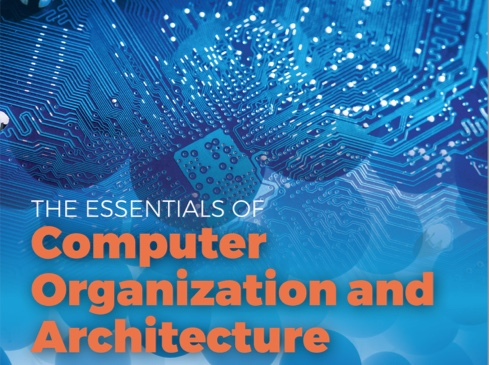 THE ESSENTIALS OF
Computer
Organization and
Architecture